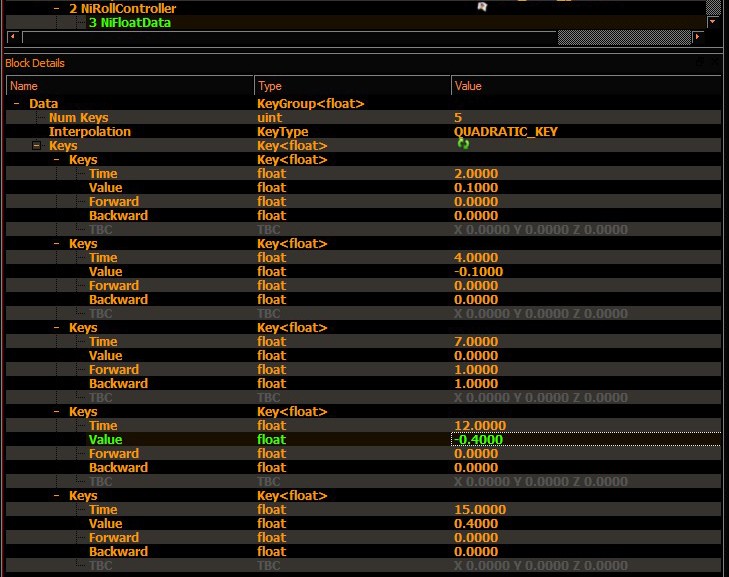 2 NiRollController
3 NiFloatData
Block Details
Name Type Value
Data KeyGroup<float>
Num Keys uint 5
Interpolation KeyType QUADRATIC_KEY
Keys Key<float>
Keys Key<float>
Time float 2.0000
Value float 0.1000
Forward float 0.0000
Backward float 0.0000
TBC TBC X 0.0000 Y 0.0000 Z 0.0000
Keys Key<float>
Time float 4.0000
Value float -0.1000
Forward float 0.0000
Backward float 0.0000
TBC TBC X 0.0000 Y 0.0000 Z 0.0000
Keys Key<float>
Time float 7.0000
Value float 0.0000
Forward float 1.0000
Backward float 1.0000
TBC TBC X 0.0000 Y 0.0000 Z 0.0000
Keys Key<float>
Time float 12.0000
Value float -0.4000
Forward float 0.0000
Backward float 0.0000
TBC TBC X 0.0000 Y 0.0000 Z 0.0000
Keys Key<float>
Time float 15.0000
Value float 0.4000
Forward float 0.0000
Backward float 0.0000
TBC TBC X 0.0000 Y 0.0000 Z 0.0000